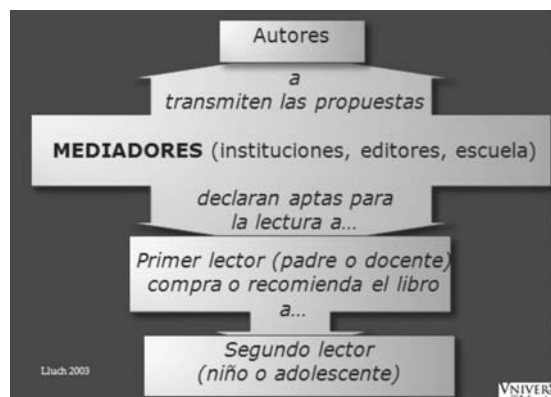 Autores
a
transmiten las propuestas
MEDIADORES (instituciones, editores, escuela)
declaran aptas para
la lectura a...
Primer lector (padre o docente)
compra o recomienda el libro
a...
Segundo lector
(niño o adolescente)
Lluch 2003
VNIVER